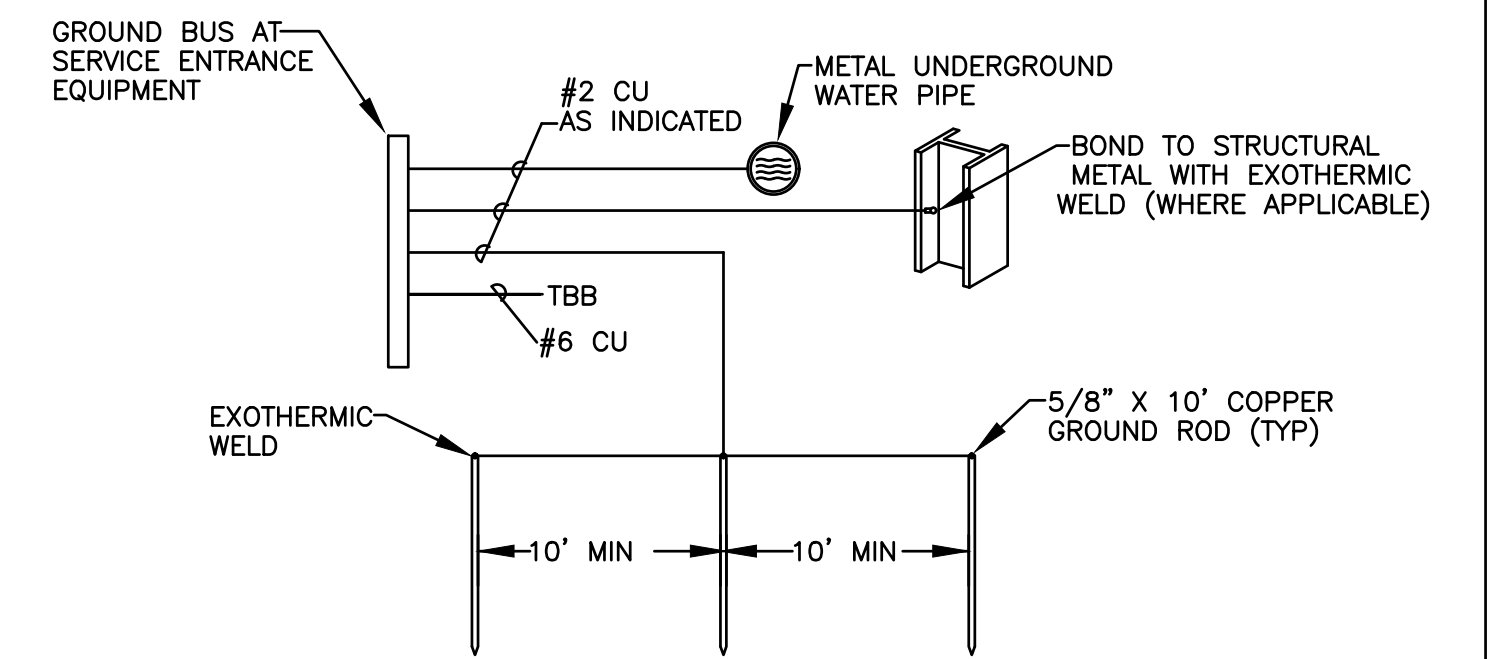 GROUND BUS AT
SERVICE ENTRANCE
EQUIPMENT
#2 CU
AS INDICATED
METAL UNDERGROUND
WATER PIPE
BOND TO STRUCTURAL
METAL WITH EXOTHERMIC
WELD (WHERE APPLICABLE)
TBB
#6 CU
EXOTHERMIC
WELD
5/8" X 10' COPPER
GROUND ROD (TYP)
10' MIN
10' MIN